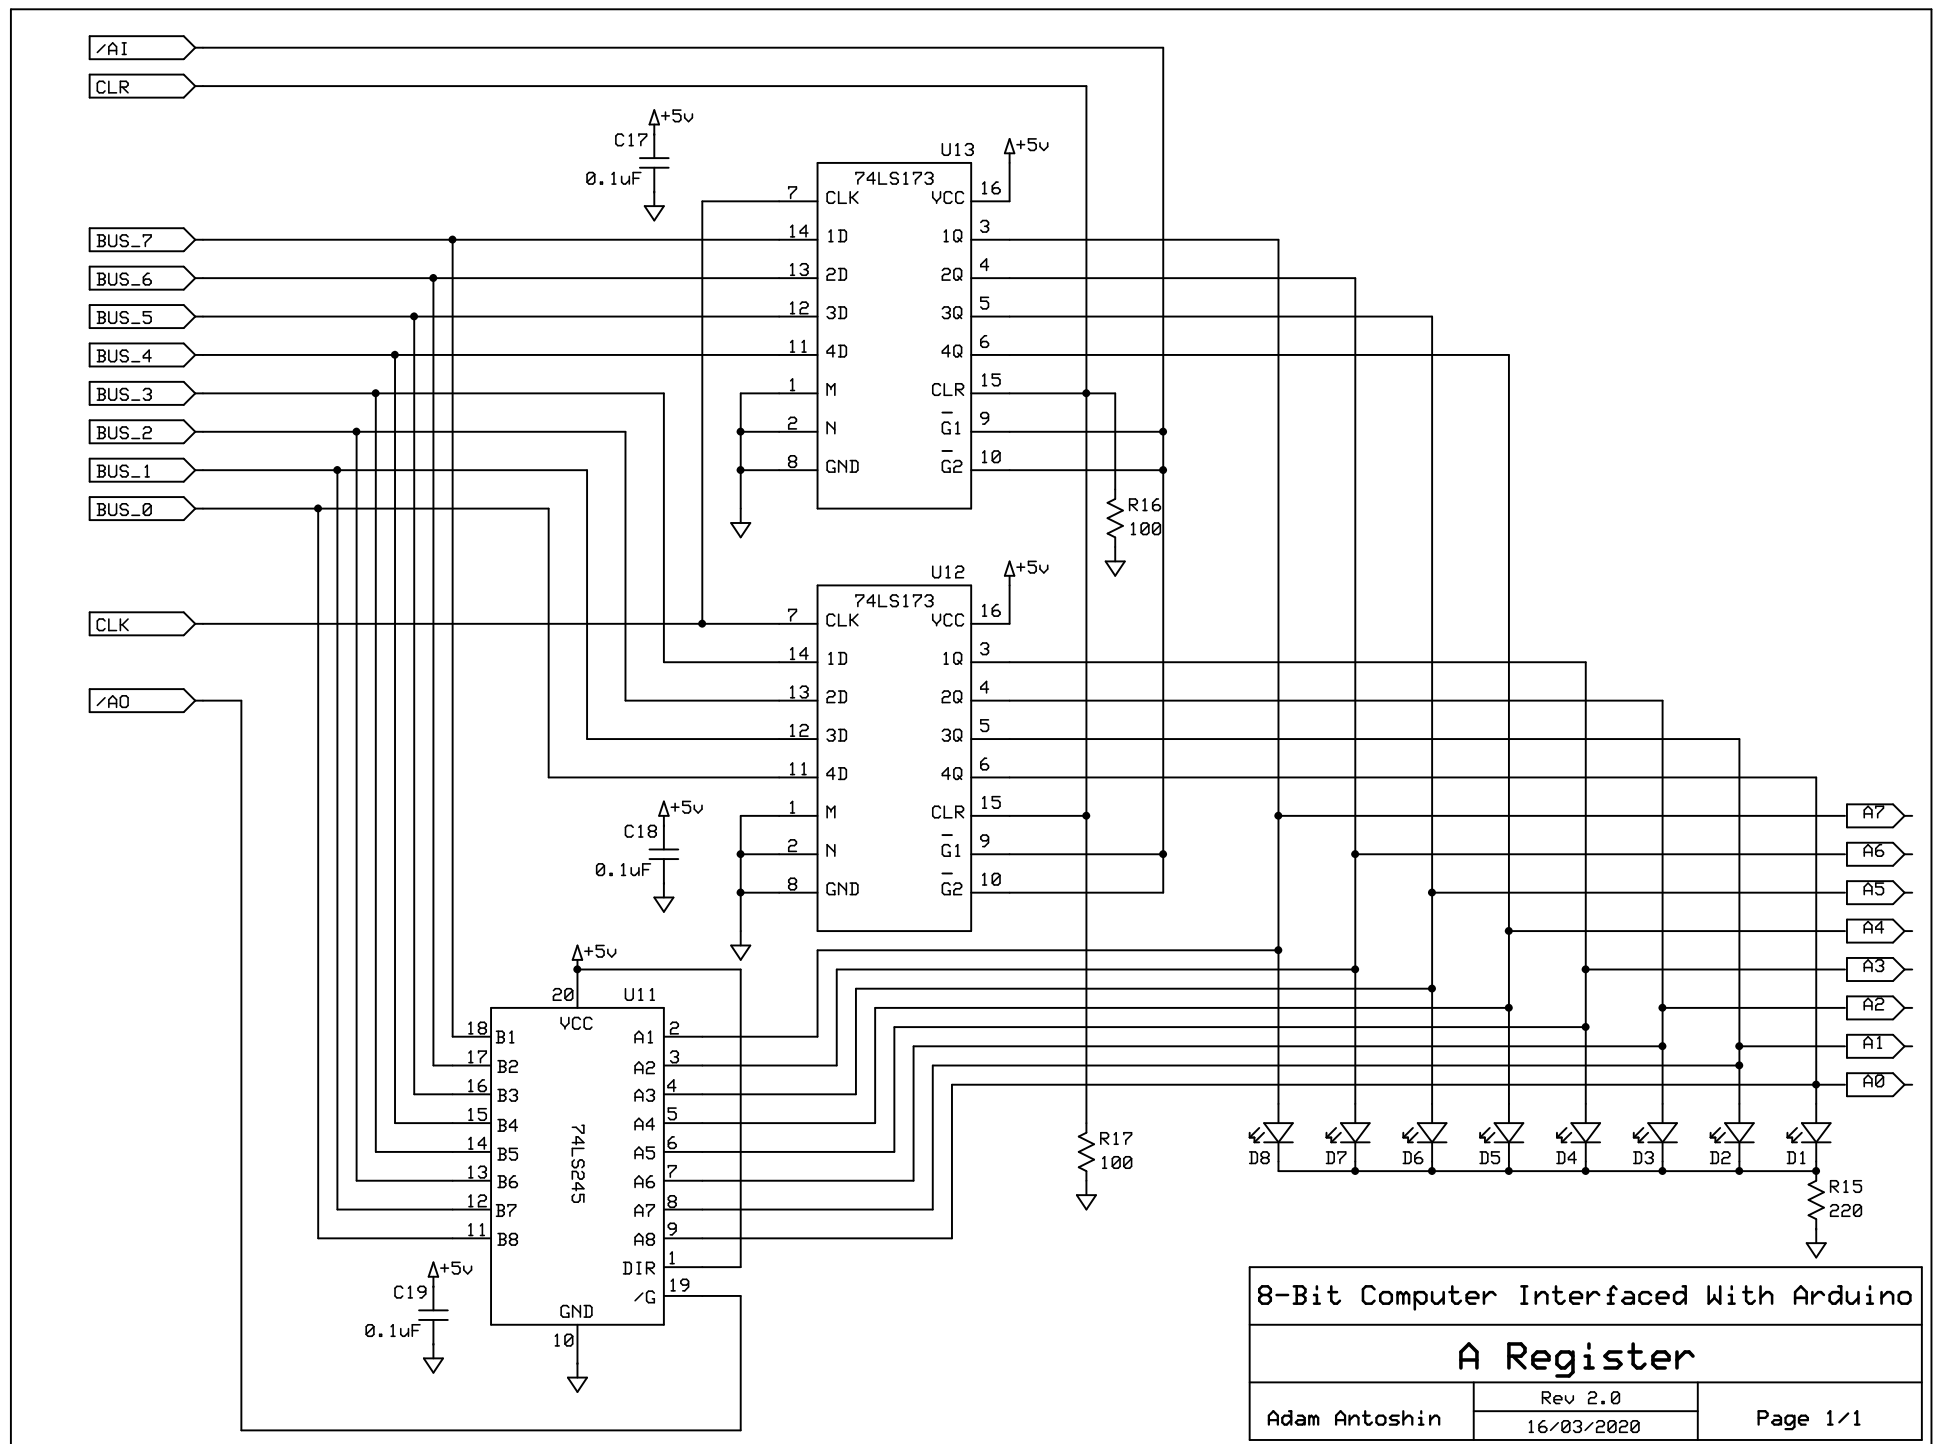 /AI
CLR
+5v
C17
0.1uF
U13
+5v
74LS173
7 CLK VCC 16
BUS_7
14 1D 1Q 3
BUS_6
13 2D 2Q 4
BUS_5
12 3D 3Q 5
BUS_4
11 4D 4Q 6
BUS_3
1 M CLR 15
BUS_2
2 N G1 9
BUS_1
8 GND G2 10
BUS_0
R16
100
U12
+5v
74LS173
CLK
7 CLK VCC 16
14 1D 1Q 3
/AO
13 2D 2Q 4
12 3D 3Q 5
11 4D 4Q 6
+5v
C18
0.1uF
1 M CLR 15
2 N G1 9
8 GND G2 10
A7
A6
A5
A4
A3
A2
A1
A0
+5v
20
U11
VCC
18 B1 A1 2
17 B2 A2 3
16 B3 A3 4
15 B4 A4 5
14 B5 A5 6
13 B6 A6 7
12 B7 A7 8
11 B8 A8 9
74LS245
DIR 1
/G 19
GND
10
+5v
C19
0.1uF
R17
100
D8 D7 D6 D5 D4 D3 D2 D1
R15
220
8-Bit Computer Interfaced With Arduino
A Register
Adam Antoshin
Rev 2.0
16/03/2020
Page 1/1